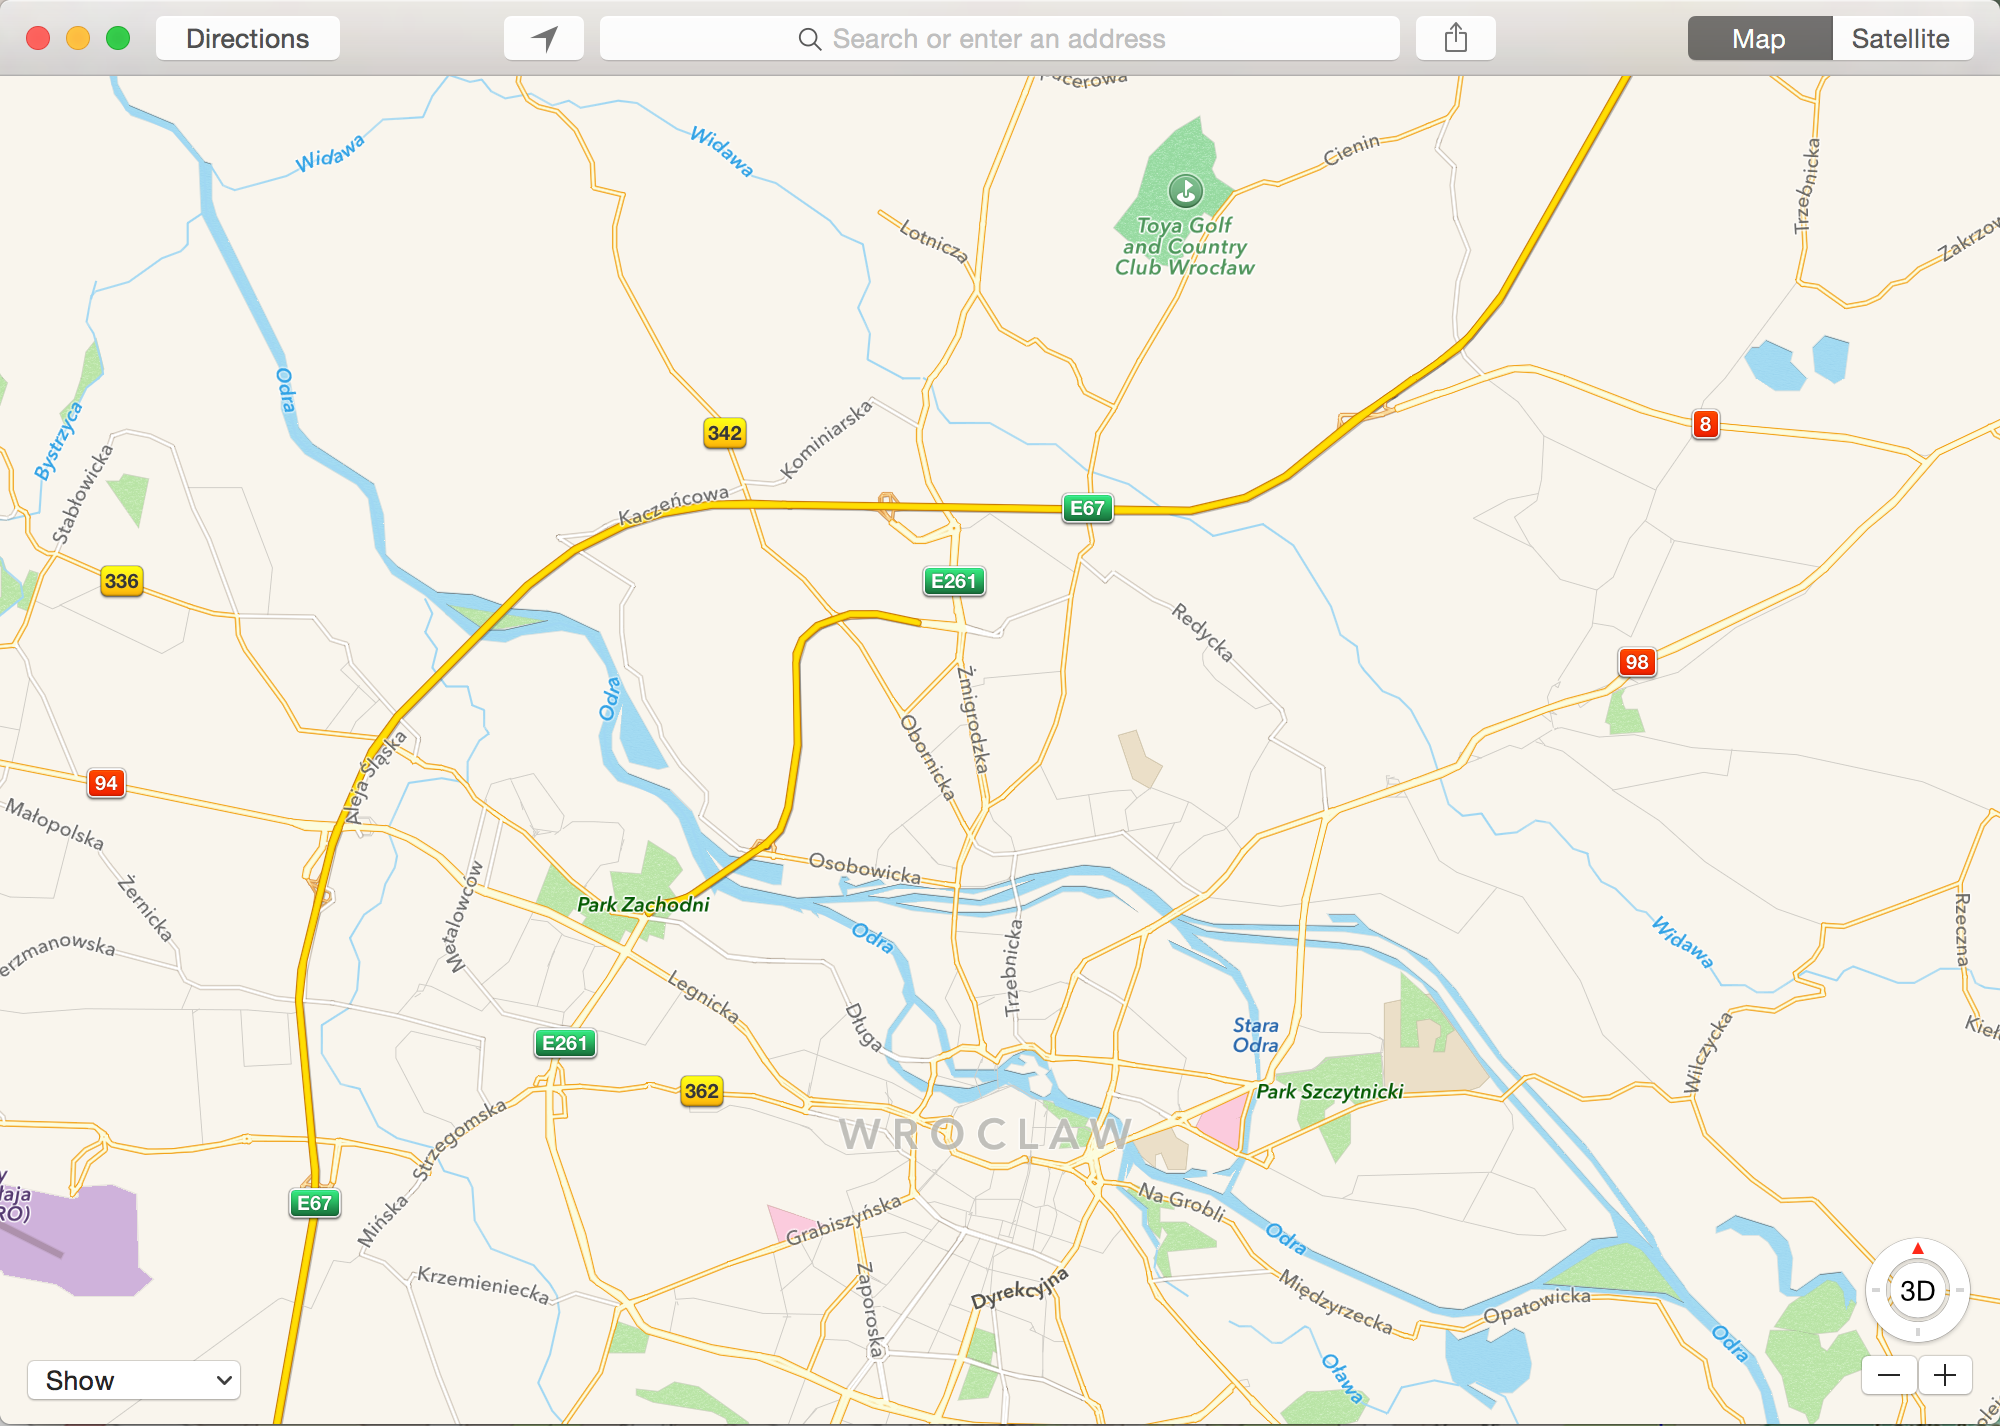 Directions
Search or enter an address
Map
Satellite
Widawa
Widawa
Cienin
Trzebnicka
Toya Golf
and Country
Club Wrocław
Lotnicza
Odra
Bystrzyca
Stabłowicka
342
Kominiarska
Kaczeńcowa
E67
8
336
E261
Redycka
98
Odra
Żmigrodzka
Obornicka
94
Aleja Śląska
Małopolska
Żernicka
Metalowców
Osobowicka
Park Zachodni
Odra
Trzebnicka
Legnicka
Długa
Widawa
Rzeczna
Stara
Odra
E261
362
Park Szczytnicki
Wilczycka
WROCLAW
Strzegomska
Mińska
E67
Na Grobli
Grabiszyńska
Odra
Krzemieniecka
Zaporoska
Dyrekcyjna
Międzyrzecka
Opatowicka
Odra
Oława
3D
Show